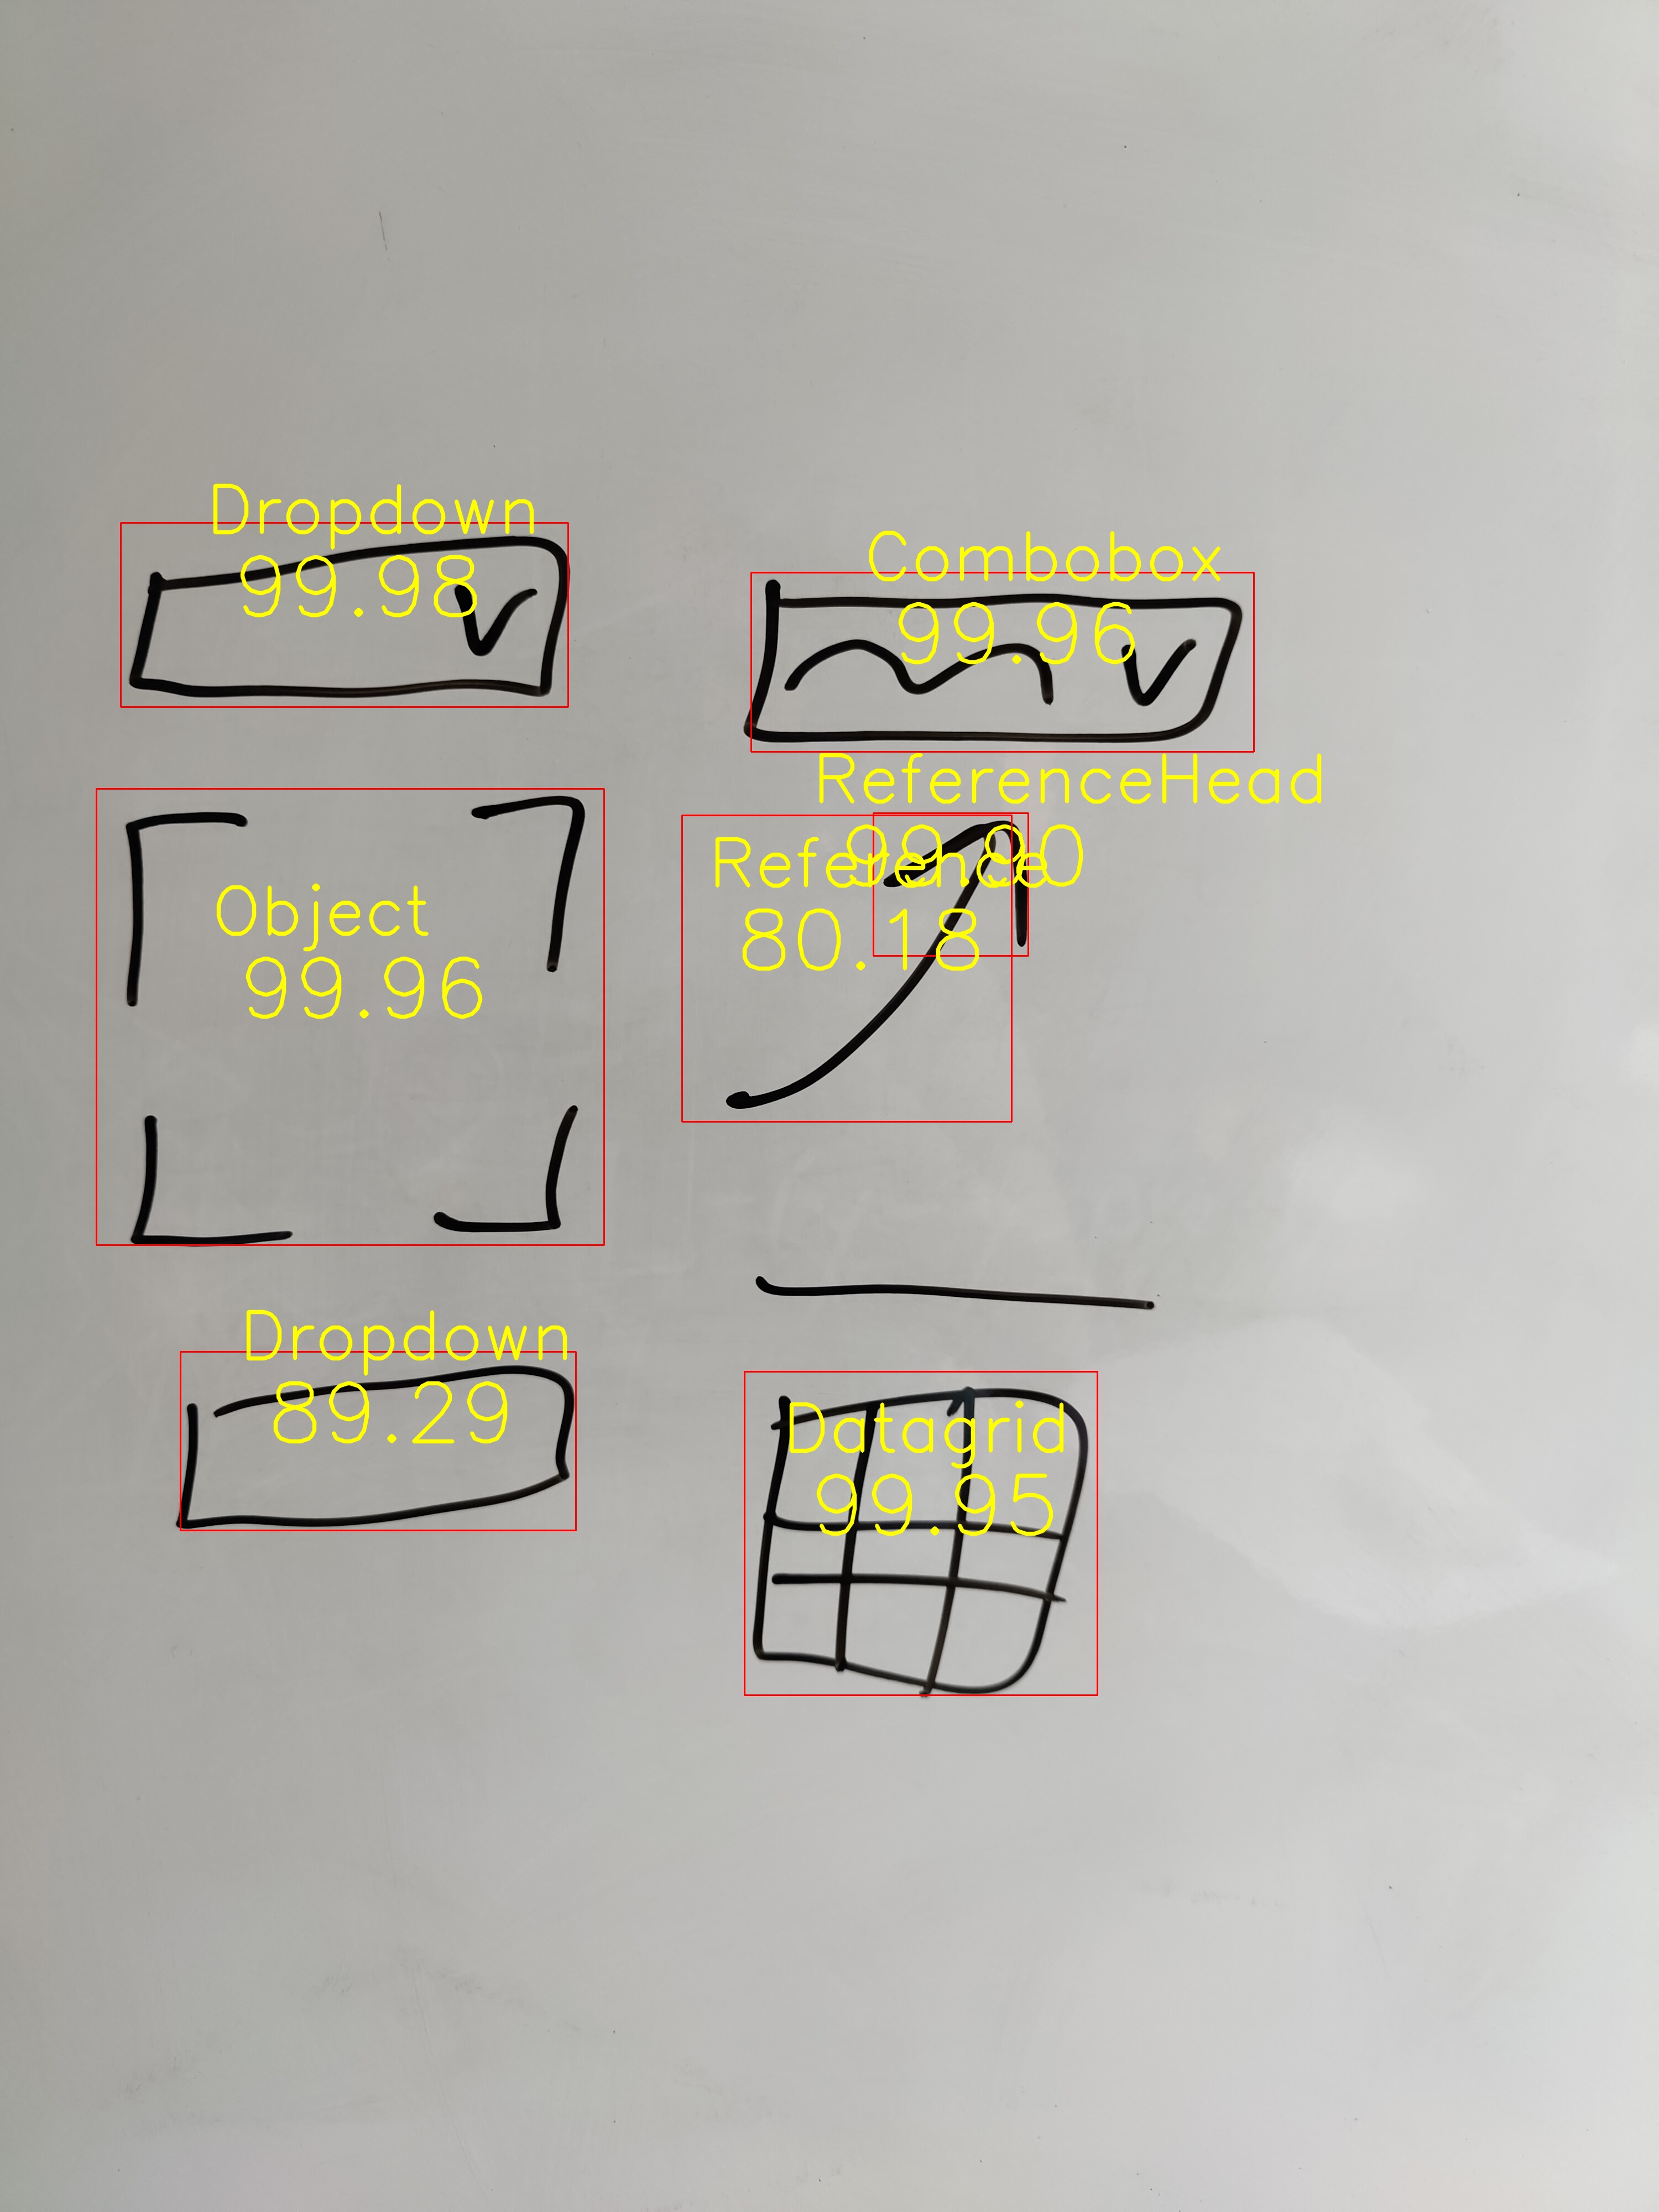 Dropdown
99.98
Combobox
99.96
ReferenceHead
Reference
80.18
Object
99.96
Dropdown
89.29
Datagrid
99.95